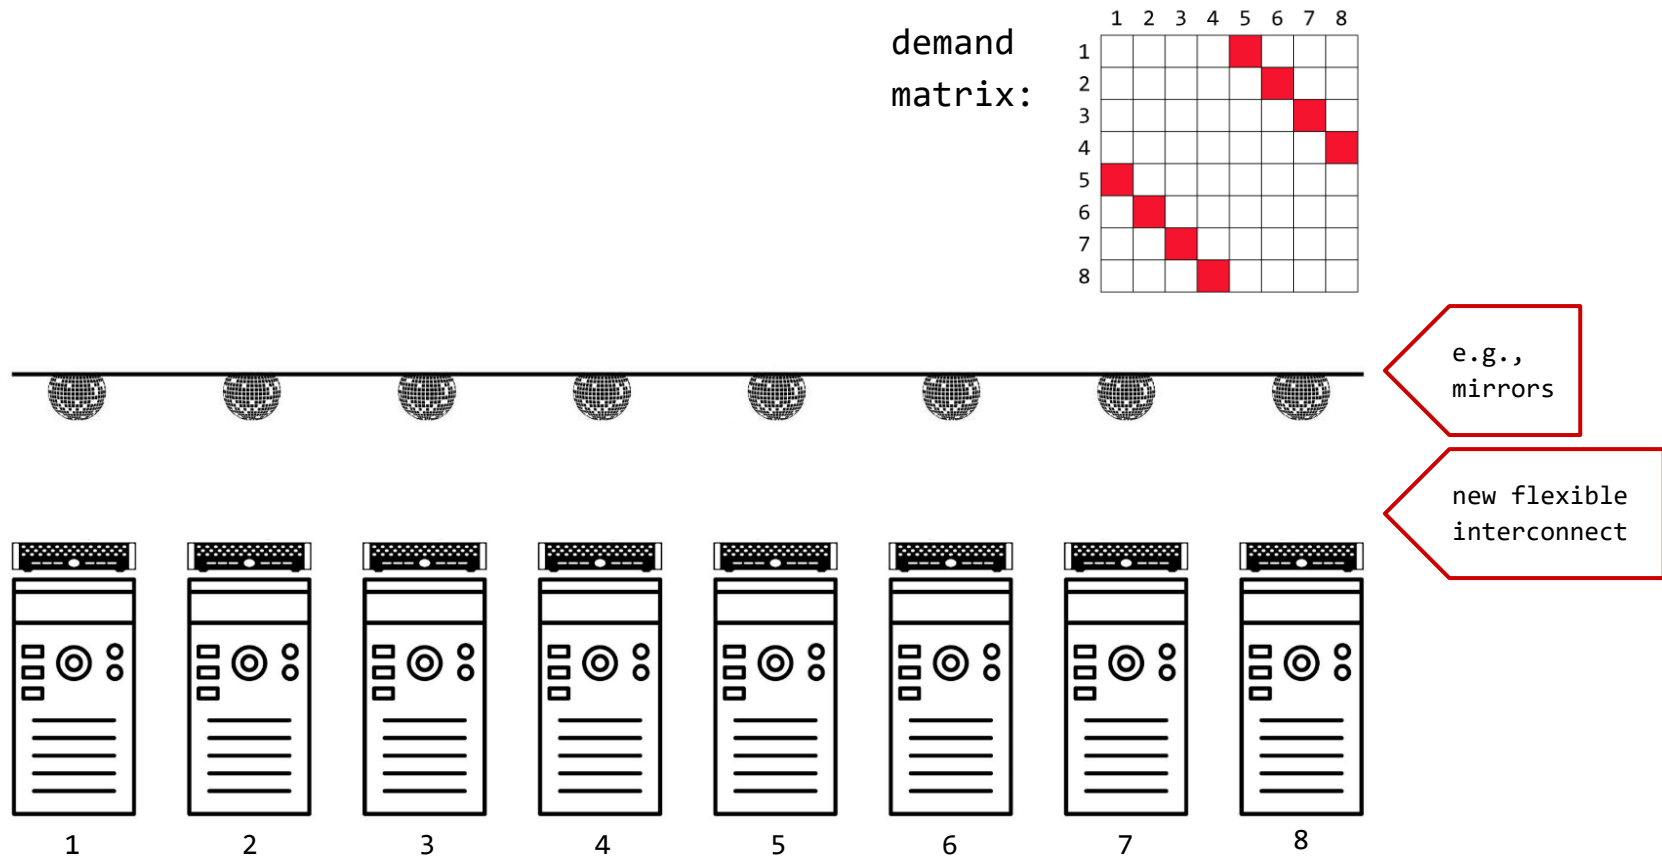 demand
matrix:
1 2 3 4 5 6 7 8
1
2
3
4
5
6
7
8
e.g.,
mirrors
new flexible
interconnect
1 2 3 4 5 6 7 8